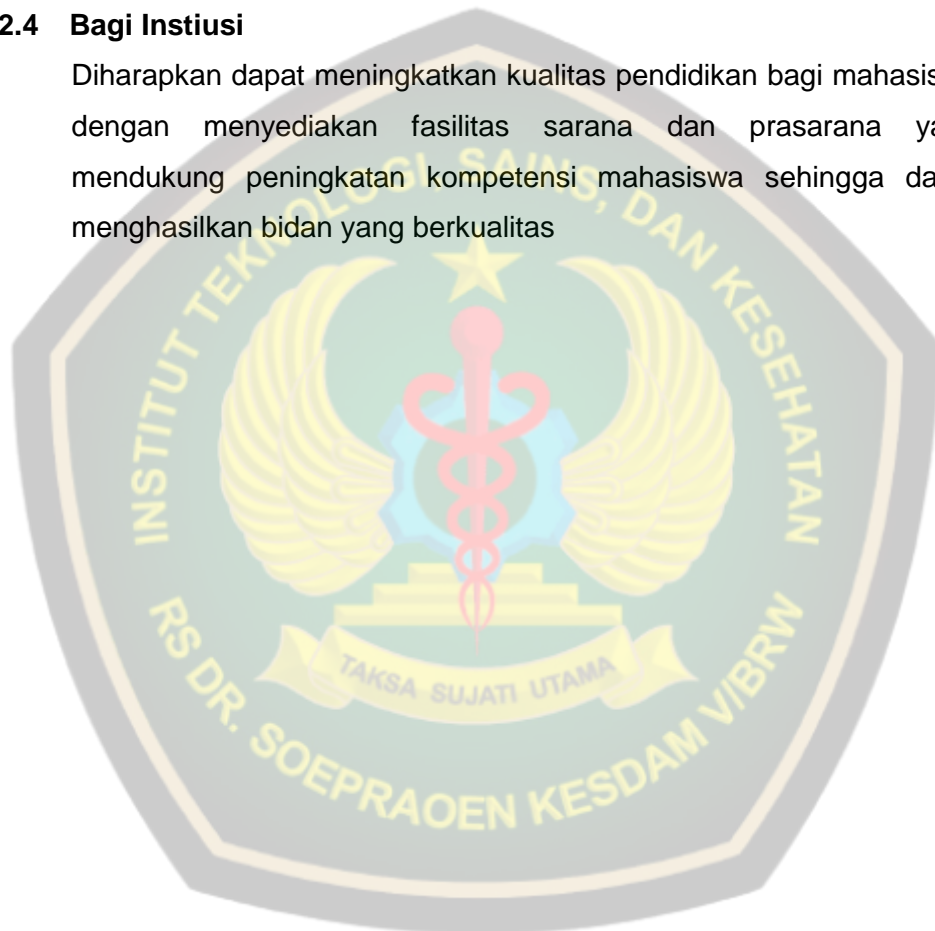 2.4 Bagi Instiusi
Diharapkan dapat meningkatkan kualitas pendidikan bagi mahasis
dengan menyediakan fasilitas sarana dan prasarana ya
mendukung peningkatan kompetensi mahasiswa sehingga da
menghasilkan bidan yang berkualitas
INSTITUT TEKNOLOGI, SAINS, DAN KESEHATAN
TAKSA SUJATI UTAMA
RS DR. SOEPRAOEN KESDAM V/BRW